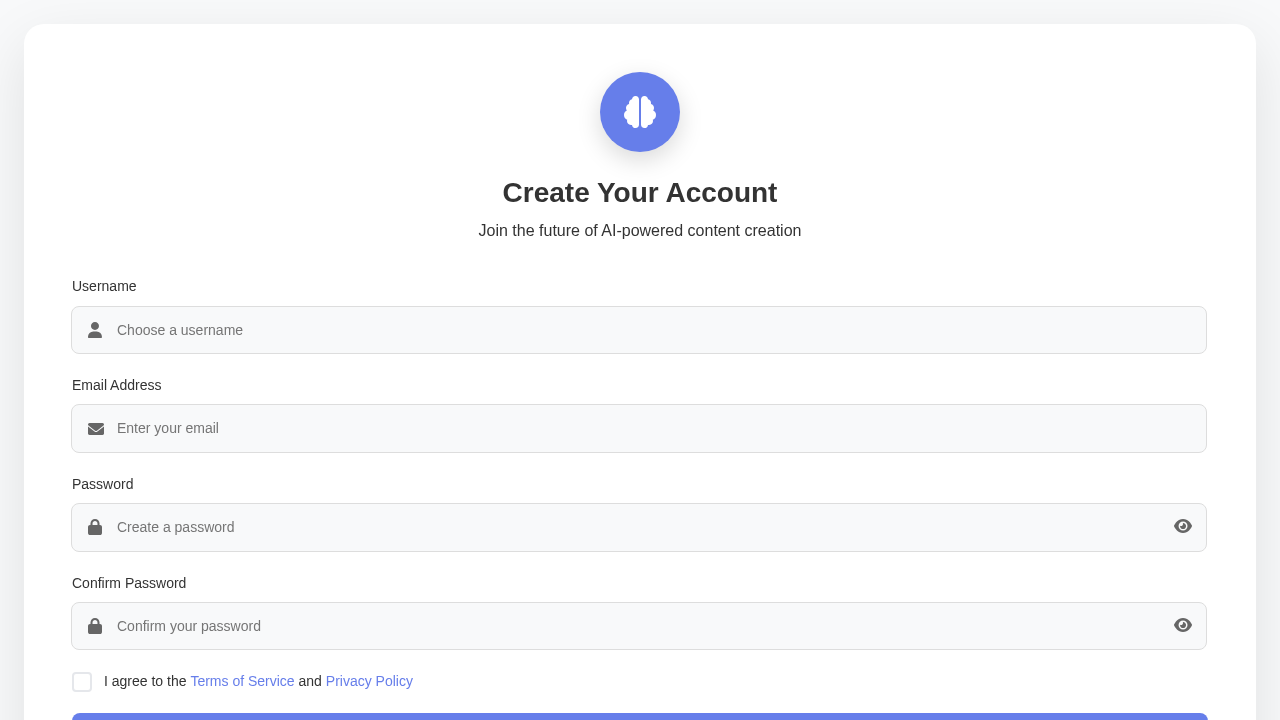 Create Your Account
Join the future of AI-powered content creation
Username
Choose a username
Email Address
Enter your email
Password
Create a password
Confirm Password
Confirm your password
I agree to the Terms of Service and Privacy Policy